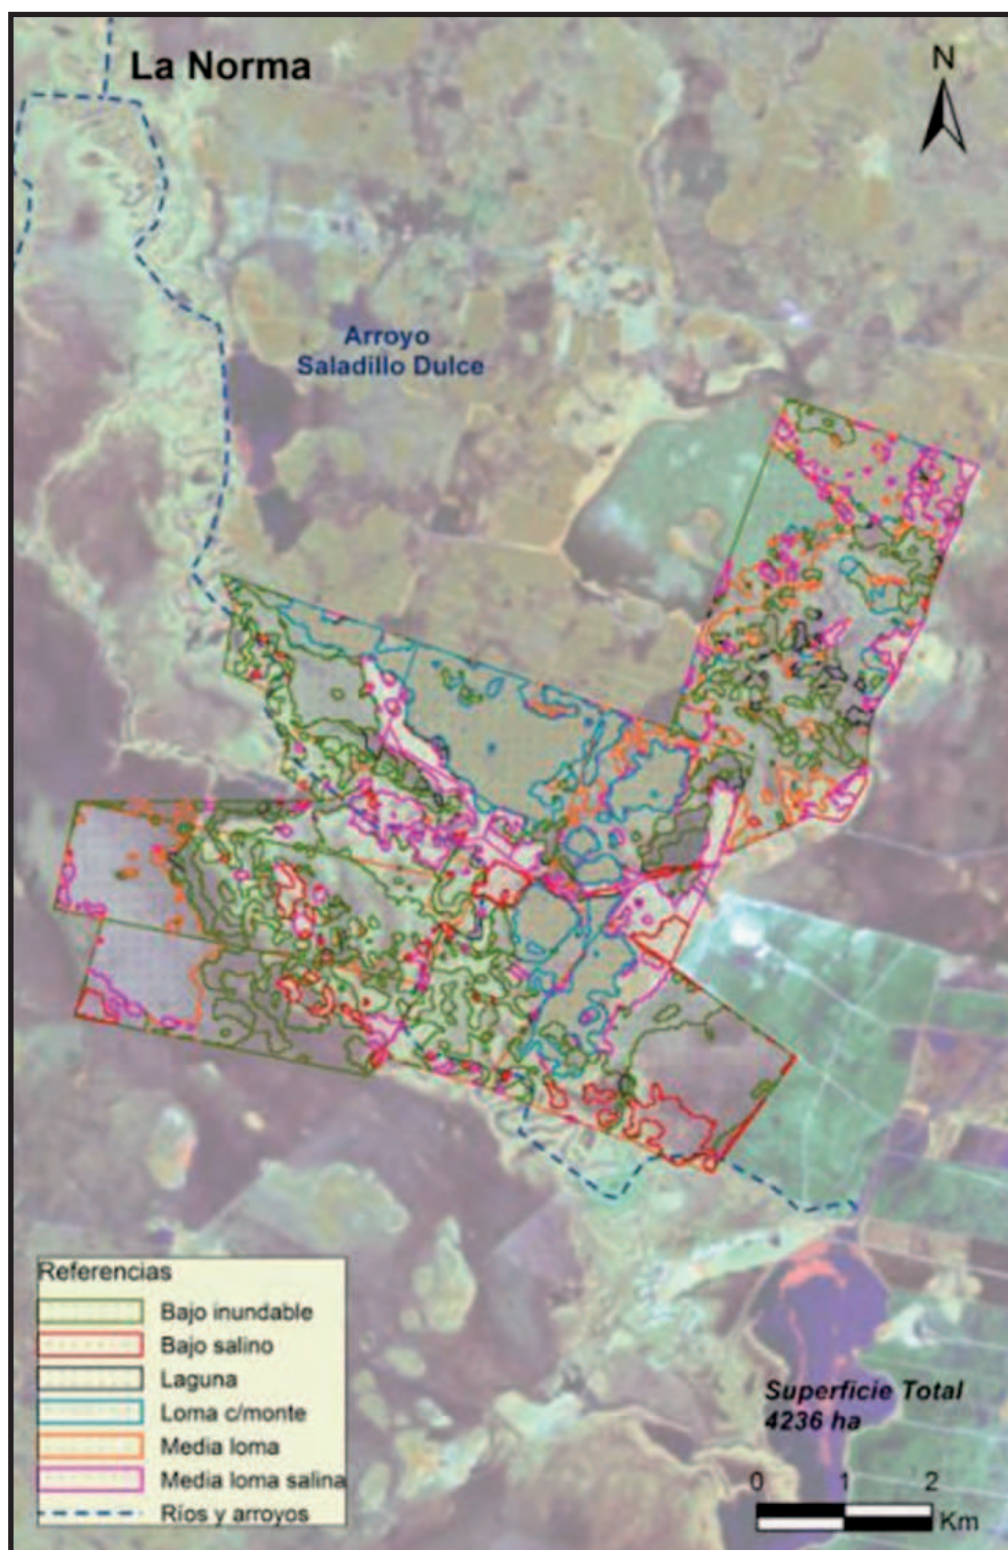 La Norma
N
Arroyo
Saladillo Dulce
Referencias
Bajo inundable
Bajo salino
Laguna
Loma c/monte
Media loma
Media loma salina
Ríos y arroyos
Superficie Total
4236 ha
0 1 2
Km